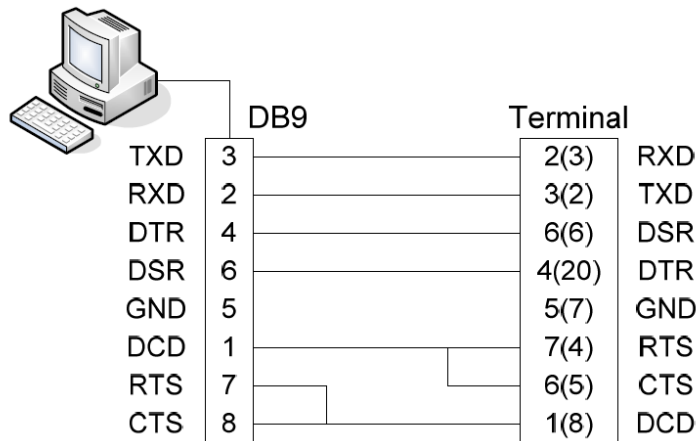 DB9 Terminal
TXD 3 2(3) RXD
RXD 2 3(2) TXD
DTR 4 6(6) DSR
DSR 6 4(20) DTR
GND 5 5(7) GND
DCD 1 7(4) RTS
RTS 7 6(5) CTS
CTS 8 1(8) DCD